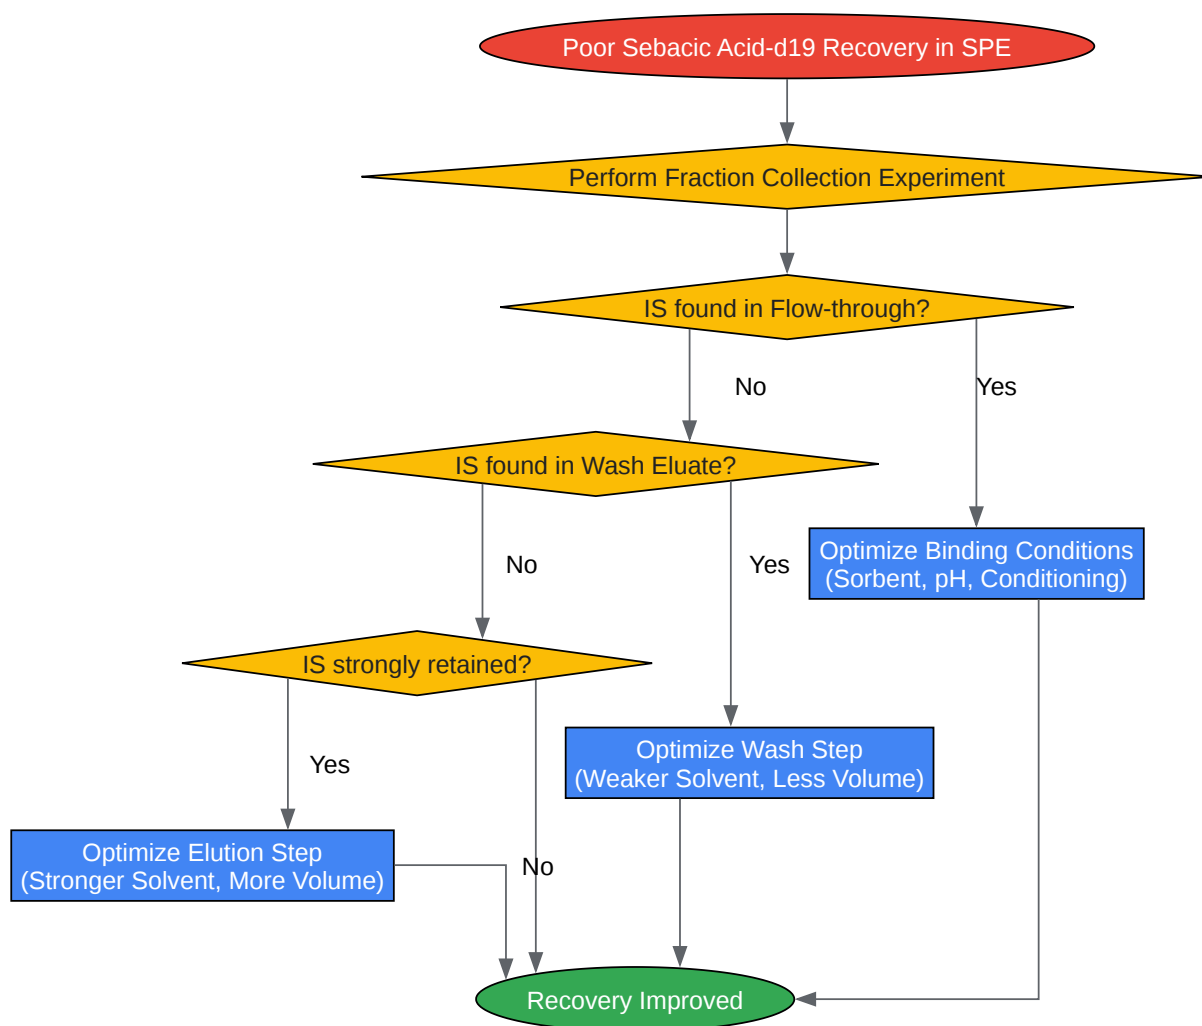 Poor Sebacic Acid-d19 Recovery in SPE
Perform Fraction Collection Experiment
IS found in Flow-through?
No
Yes
IS found in Wash Eluate?
Optimize Binding Conditions
(Sorbent, pH, Conditioning)
No
Yes
IS strongly retained?
Optimize Wash Step
(Weaker Solvent, Less Volume)
Yes
Optimize Elution Step
(Stronger Solvent, More Volume)
No
Recovery Improved